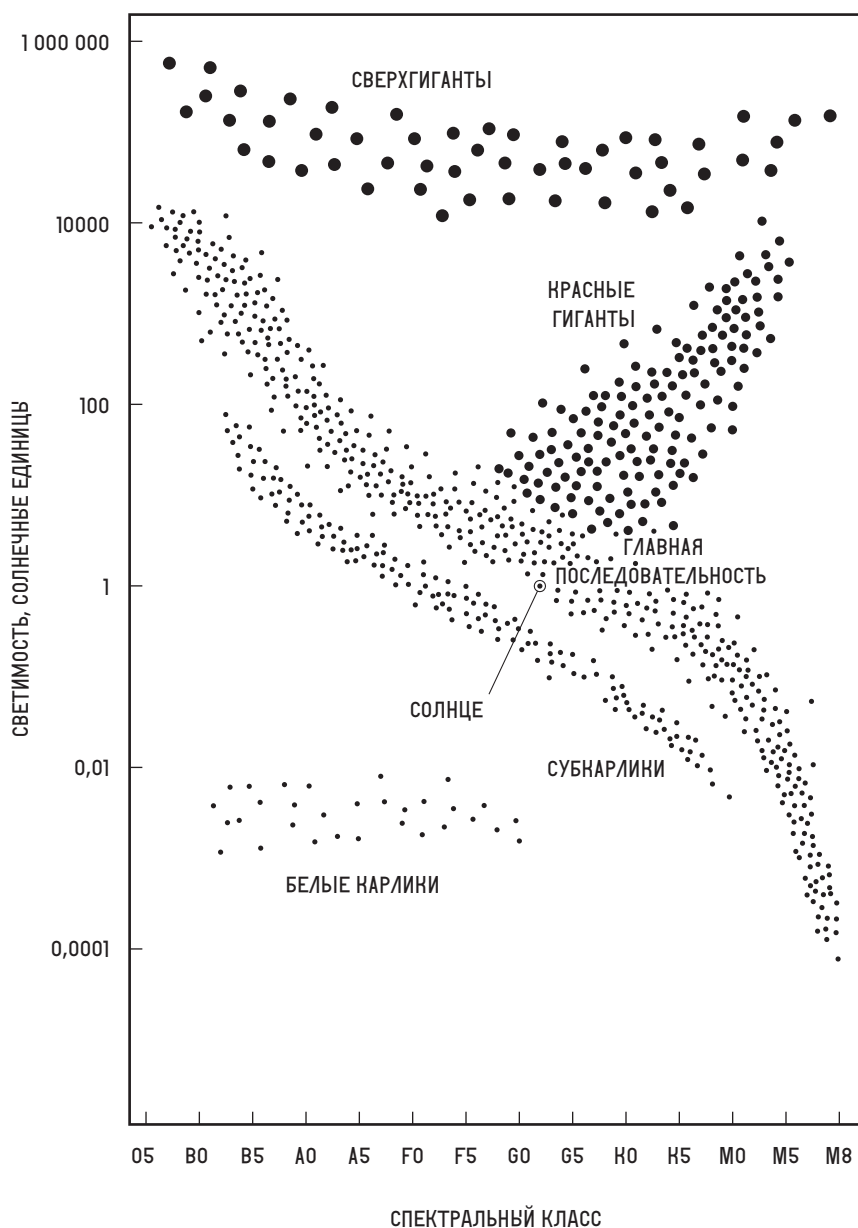 1 000 000
СВЕРХГИГАНТЫ
10000
КРАСНЫЕ
ГИГАНТЫ
100
СВЕТИМОСТЬ, СОЛНЕЧНЫЕ ЕДИНИЦЫ
ГЛАВНАЯ
1
ПОСЛЕДОВАТЕЛЬНОСТЬ
СОЛНЦЕ
0,01
СУБКАРЛИКИ
БЕЛЫЕ КАРЛИКИ
0,0001
O5 B0 B5 A0 A5 F0 F5 G0 G5 K0 K5 M0 M5 M8
СПЕКТРАЛЬНЫЙ КЛАСС